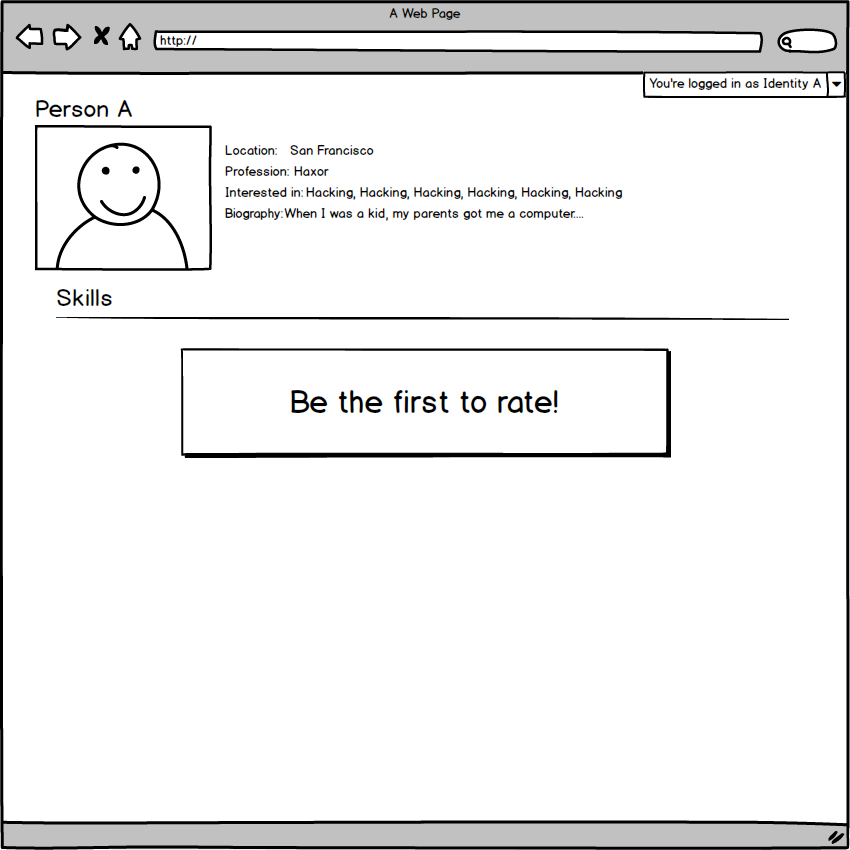 A Web Page
http://
You're logged in as Identity A
Person A
Location: San Francisco
Profession: Haxor
Interested in: Hacking, Hacking, Hacking, Hacking, Hacking, Hacking
Biography: When I was a kid, my parents got me a computer....
Skills
Be the first to rate!